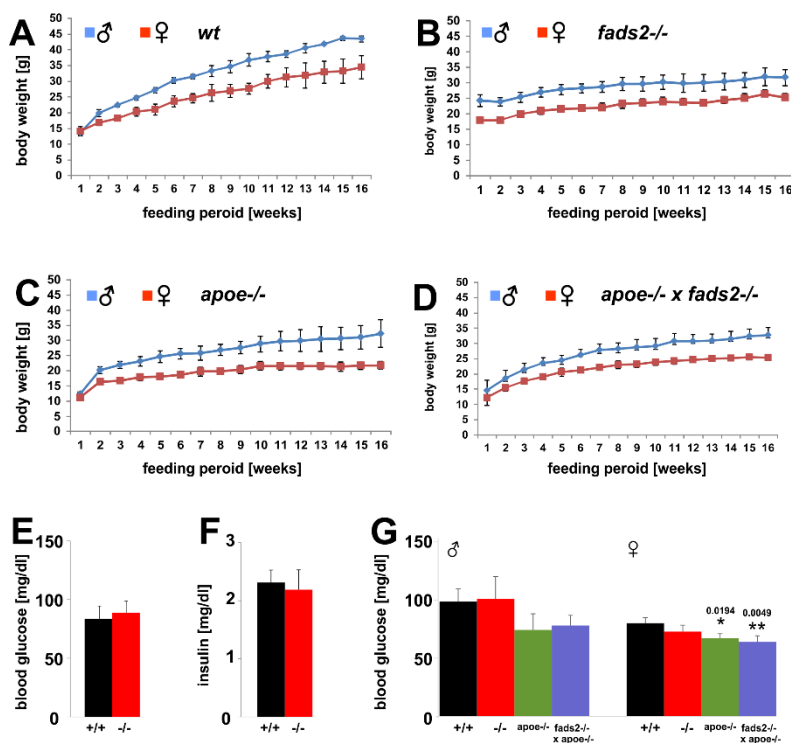 A ♂ ♀ wt
body weight [g]
50
45
40
35
30
25
20
15
10
5
0
1 2 3 4 5 6 7 8 9 10 11 12 13 14 15 16
feeding peroid [weeks]
B ♂ ♀ fads2-/-
body weight [g]
50
45
40
35
30
25
20
15
10
5
0
1 2 3 4 5 6 7 8 9 10 11 12 13 14 15 16
feeding peroid [weeks]
C ♂ ♀ apoe-/-
body weight [g]
50
45
40
35
30
25
20
15
10
5
0
1 2 3 4 5 6 7 8 9 10 11 12 13 14 15 16
feeding peroid [weeks]
D ♂ ♀ apoe-/- x fads2-/-
body weight [g]
50
45
40
35
30
25
20
15
10
5
0
1 2 3 4 5 6 7 8 9 10 11 12 13 14 15 16
feeding peroid [weeks]
E
blood glucose [mg/dl]
150
100
50
0
+/+ -/-
F
insulin [mg/dl]
3
2
1
0
+/+ -/-
G
blood glucose [mg/dl]
150
100
50
0
♂ ♀
0.0194 0.0049
* **
+/+ -/- apoe-/- fads2-/- +/+ -/- apoe-/- fads2-/-
x apoe-/- x apoe-/-